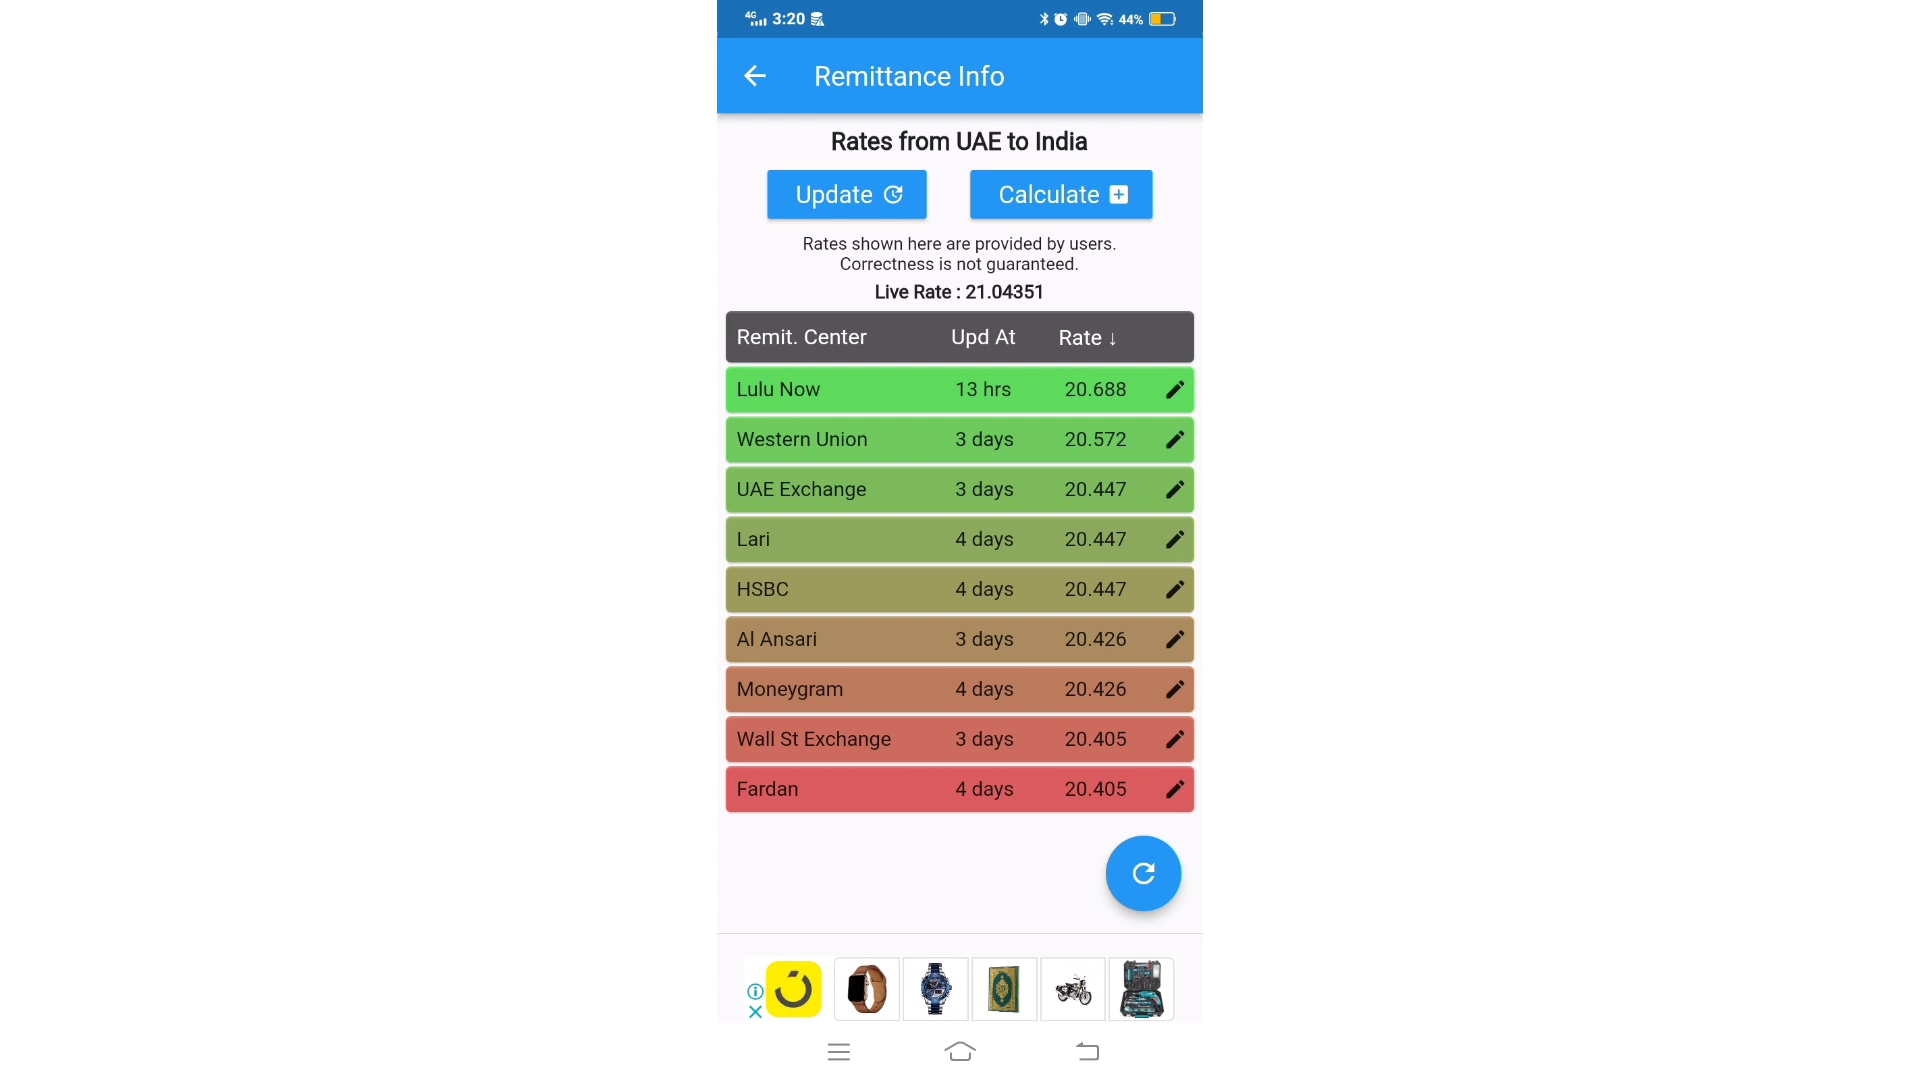 4G 3:20 44%
Remittance Info
Rates from UAE to India
Update Calculate
Rates shown here are provided by users.
Correctness is not guaranteed.
Live Rate : 21.04351
Remit. Center Upd At Rate ↓
Lulu Now 13 hrs 20.688
Western Union 3 days 20.572
UAE Exchange 3 days 20.447
Lari 4 days 20.447
HSBC 4 days 20.447
Al Ansari 3 days 20.426
Moneygram 4 days 20.426
Wall St Exchange 3 days 20.405
Fardan 4 days 20.405